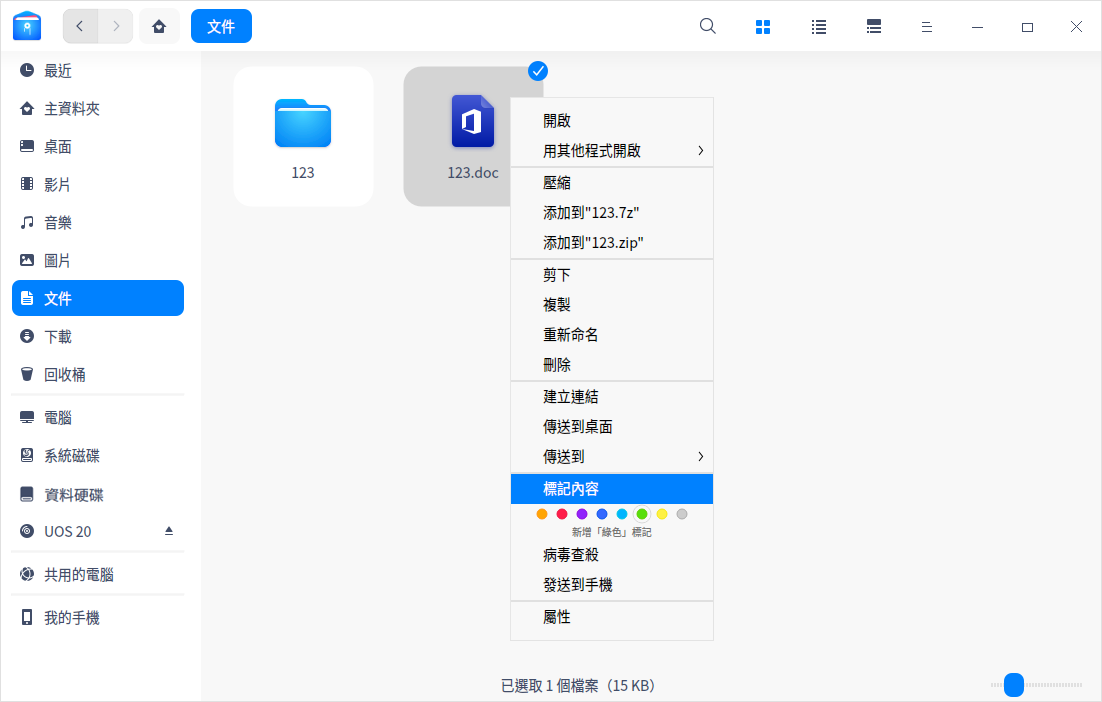 文件
最近
主資料夾
桌面
影片
音樂
圖片
文件
下載
回收桶
電腦
系統磁碟
資料硬碟
UOS 20
共用的電腦
我的手機
123
123.doc
開啟
用其他程式開啟
壓縮
添加到"123.7z"
添加到"123.zip"
剪下
複製
重新命名
刪除
建立連結
傳送到桌面
傳送到
標記內容
新增「綠色」標記
病毒查殺
發送到手機
屬性
已選取 1 個檔案（15 KB）